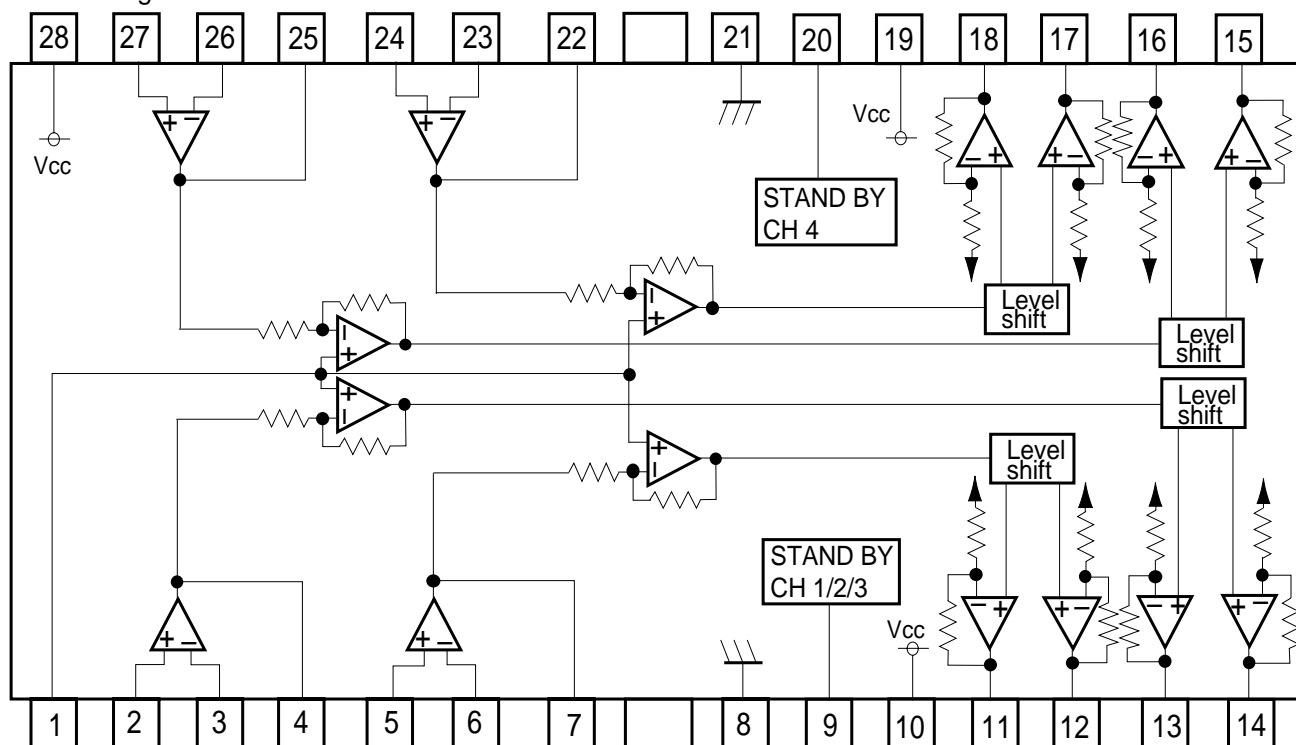 28 27 26 25 24 23 22 21 20 19 18 17 16 15
Vcc
Vcc
+ −
+ −
− +
+ −
− +
+ −
STAND BY
CH 4
Level
shift
Level
shift
Level
shift
Level
shift
− +
+ −
+ −
− +
STAND BY
CH 1/2/3
Vcc
+ −
+ −
− +
+ −
− +
+ −
1 2 3 4 5 6 7 8 9 10 11 12 13 14